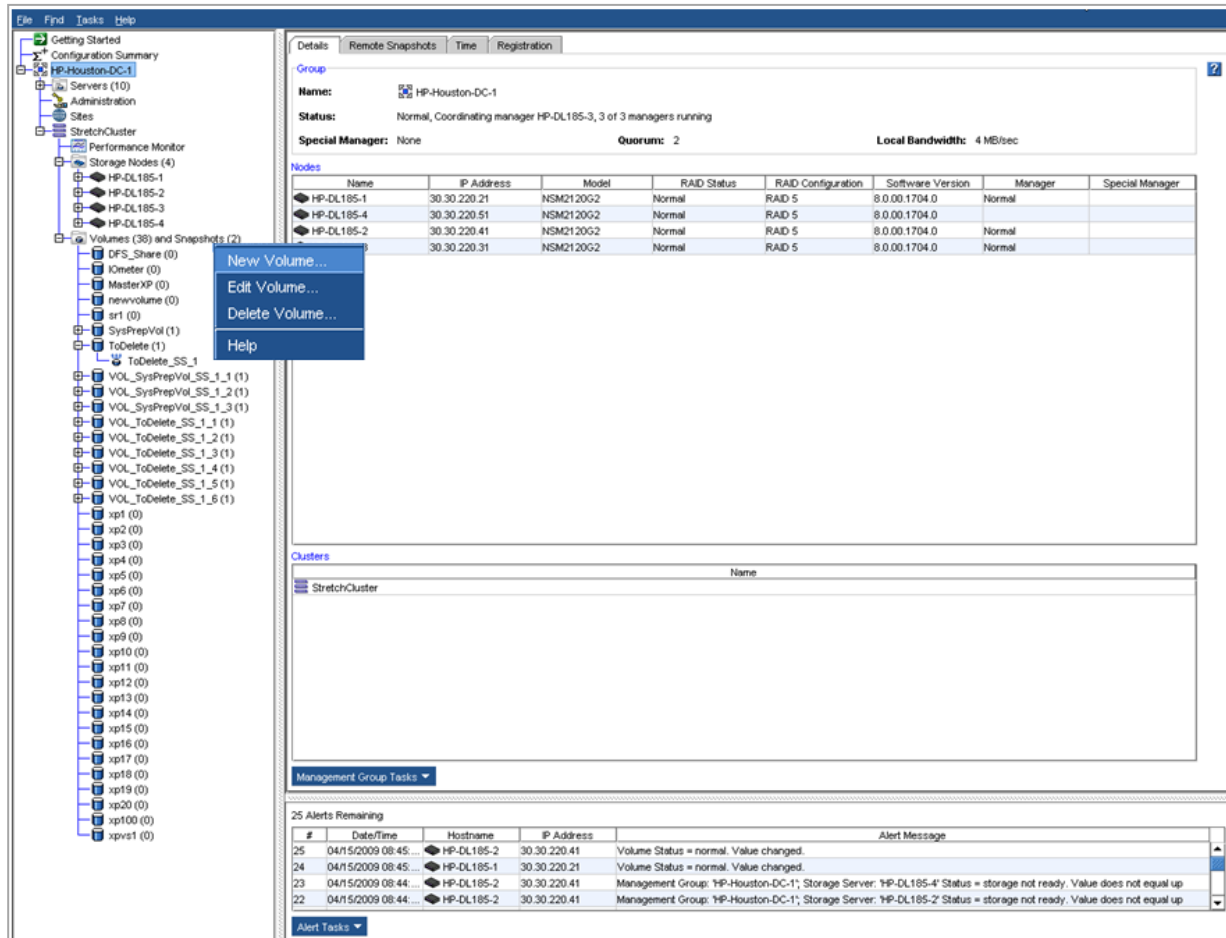 File Find Tasks Help
Getting Started
Configuration Summary
HP-Houston-DC-1
Servers (10)
Administration
Sites
StretchCluster
Performance Monitor
Storage Nodes (4)
HP-DL185-1
HP-DL185-2
HP-DL185-3
HP-DL185-4
Volumes (38) and Snapshots (2)
DFS_Share (0)
IOmeter (0)
MasterXP (0)
newvolume (0)
sr1 (0)
SysPrepVol (1)
ToDelete (1)
ToDelete_SS_1
VOL_SysPrepVol_SS_1_1 (1)
VOL_SysPrepVol_SS_1_2 (1)
VOL_SysPrepVol_SS_1_3 (1)
VOL_ToDelete_SS_1_1 (1)
VOL_ToDelete_SS_1_2 (1)
VOL_ToDelete_SS_1_3 (1)
VOL_ToDelete_SS_1_4 (1)
VOL_ToDelete_SS_1_5 (1)
VOL_ToDelete_SS_1_6 (1)
xp1 (0)
xp2 (0)
xp3 (0)
xp4 (0)
xp5 (0)
xp6 (0)
xp7 (0)
xp8 (0)
xp9 (0)
xp10 (0)
xp11 (0)
xp12 (0)
xp13 (0)
xp14 (0)
xp15 (0)
xp16 (0)
xp17 (0)
xp18 (0)
xp19 (0)
xp20 (0)
xp100 (0)
xpvs1 (0)
New Volume...
Edit Volume...
Delete Volume...
Help
Details Remote Snapshots Time Registration
Group
?
Name: HP-Houston-DC-1
Status: Normal, Coordinating manager HP-DL185-3, 3 of 3 managers running
Special Manager: None Quorum: 2 Local Bandwidth: 4 MB/sec
Nodes
Name IP Address Model RAID Status RAID Configuration Software Version Manager Special Manager
HP-DL185-1 30.30.220.21 NSM2120G2 Normal RAID 5 8.0.00.1704.0 Normal
HP-DL185-4 30.30.220.51 NSM2120G2 Normal RAID 5 8.0.00.1704.0
HP-DL185-2 30.30.220.41 NSM2120G2 Normal RAID 5 8.0.00.1704.0 Normal
30.30.220.31 NSM2120G2 Normal RAID 5 8.0.00.1704.0 Normal
Clusters
Name
StretchCluster
Management Group Tasks
25 Alerts Remaining
# Date/Time Hostname IP Address Alert Message
25 04/15/2009 08:45:... HP-DL185-2 30.30.220.41 Volume Status = normal. Value changed.
24 04/15/2009 08:45:... HP-DL185-1 30.30.220.21 Volume Status = normal. Value changed.
23 04/15/2009 08:44:... HP-DL185-2 30.30.220.41 Management Group: 'HP-Houston-DC-1'; Storage Server: 'HP-DL185-4' Status = storage not ready. Value does not equal up
22 04/15/2009 08:44:... HP-DL185-2 30.30.220.41 Management Group: 'HP-Houston-DC-1'; Storage Server: 'HP-DL185-2' Status = storage not ready. Value does not equal up
Alert Tasks